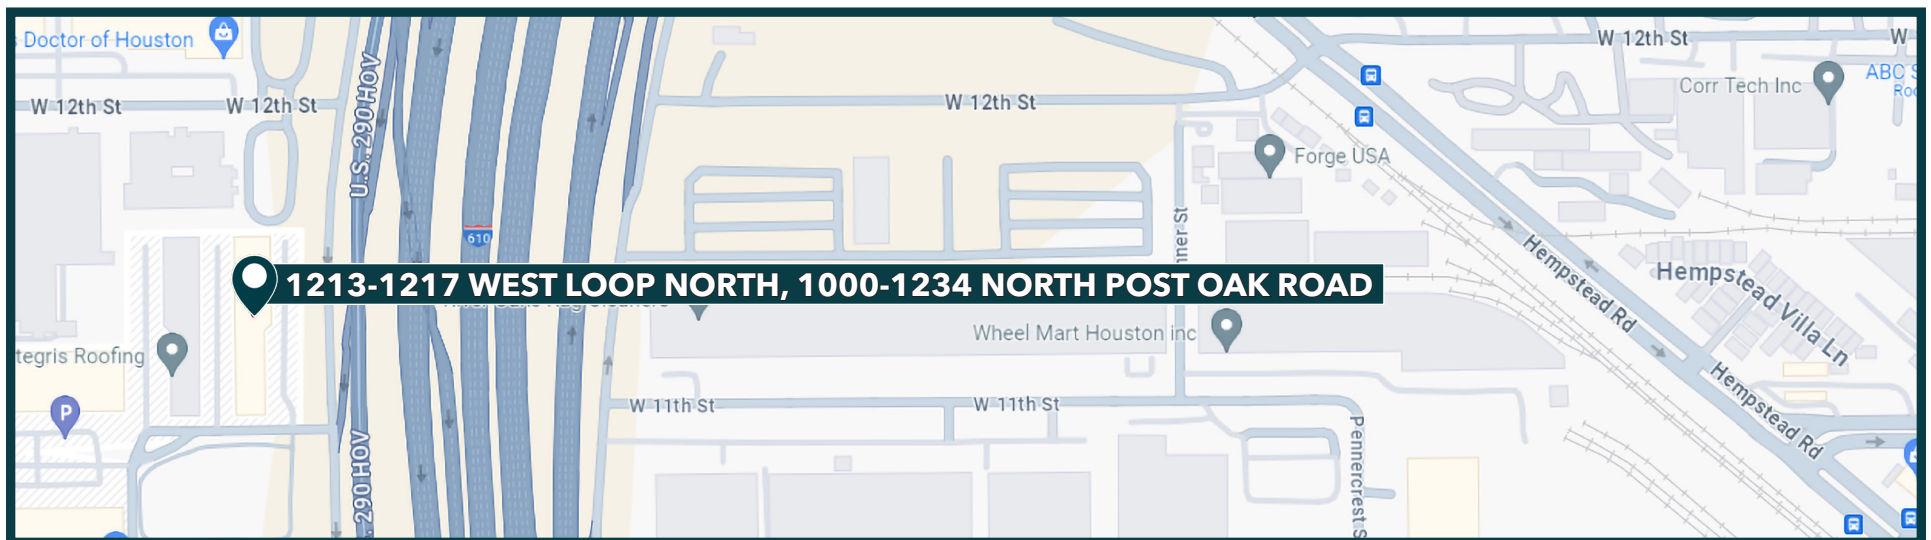 Doctor of Houston
W 12th St
W 12th St
U.S. 290 HOV
W 12th St
W 12th St
W
Corr Tech Inc
ABC
Forge USA
610
1213-1217 WEST LOOP NORTH, 1000-1234 NORTH POST OAK ROAD
Hempstead Rd
Hempstead Villa Ln
Wheel Mart Houston inc
tegris Roofing
P
W 11th St
W 11th St
Hempstead Rd
290 HOV
Pennercrest S